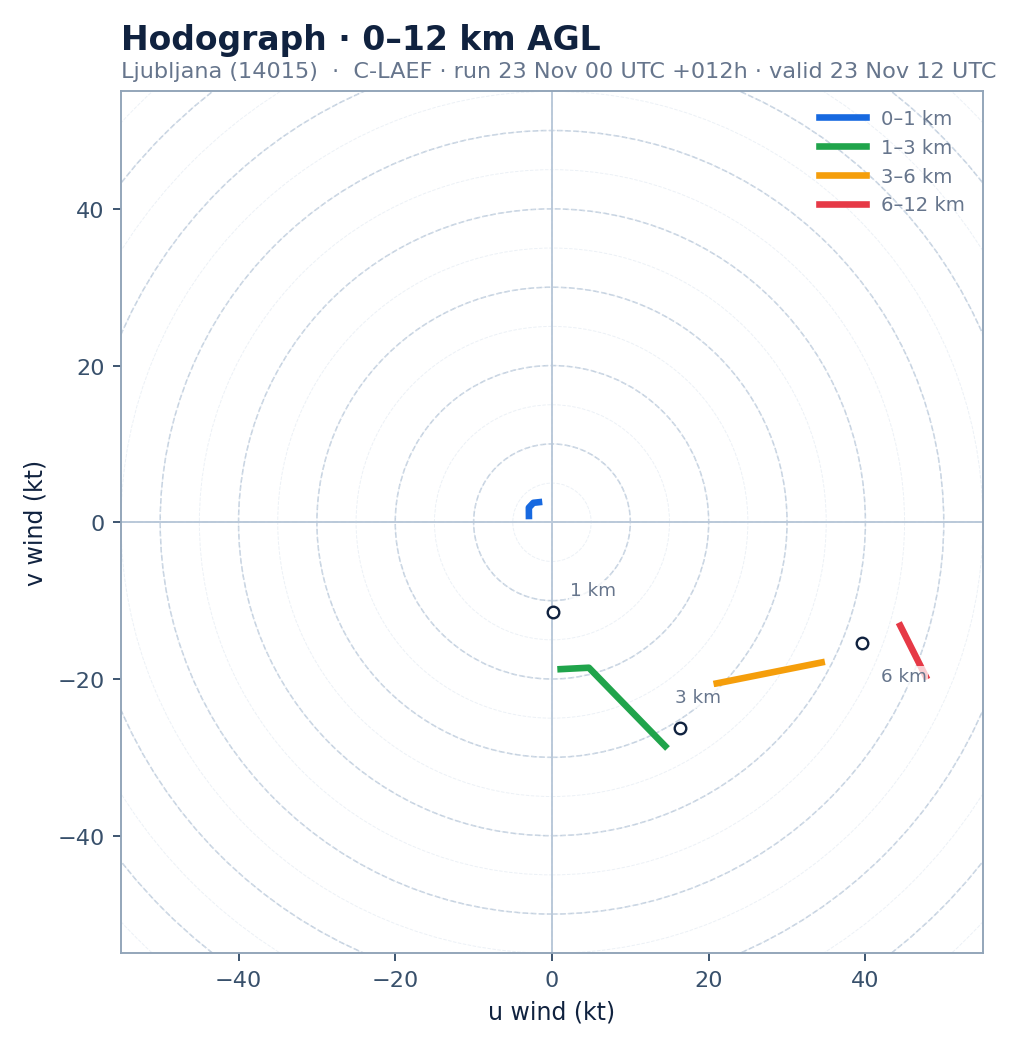 Hodograph · 0–12 km AGL
Ljubljana (14015)  ·  C-LAEF · run 23 Nov 00 UTC +012h · valid 23 Nov 12 UTC
0–1 km
1–3 km
3–6 km
6–12 km
40
20
0
−20
−40
v wind (kt)
1 km
3 km
6 km
−40
−20
0
20
40
u wind (kt)